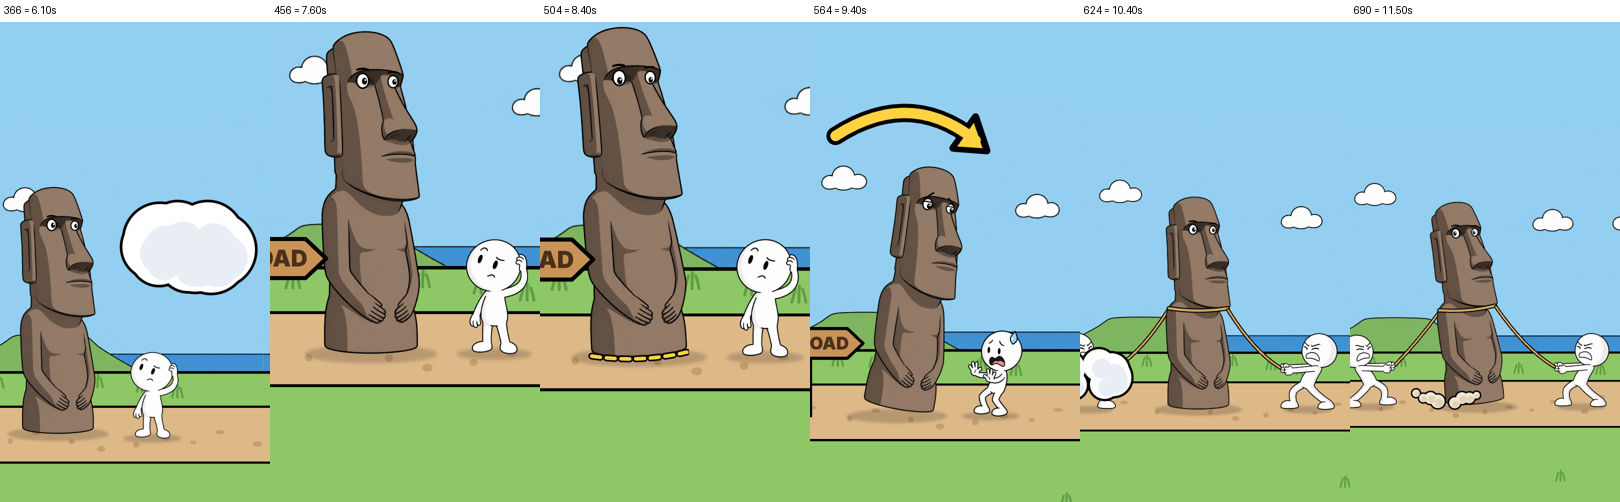 366 = 6.10s
456 = 7.60s
504 = 8.40s
564 = 9.40s
624 = 10.40s
690 = 11.50s
OAD
AD
OAD